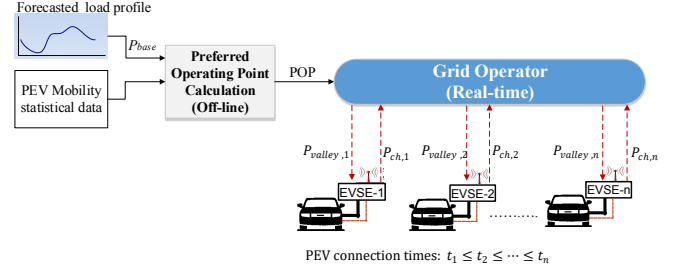 Forecasted load profile
P_base
PEV Mobility
statistical data
Preferred
Operating Point
Calculation
(Off-line)
POP
Grid Operator
(Real-time)
P_valley,1
P_ch,1
P_valley,2
P_ch,2
P_valley,n
P_ch,n
EVSE-1
EVSE-2
EVSE-n
PEV connection times: t_1 ≤ t_2 ≤ ⋯ ≤ t_n